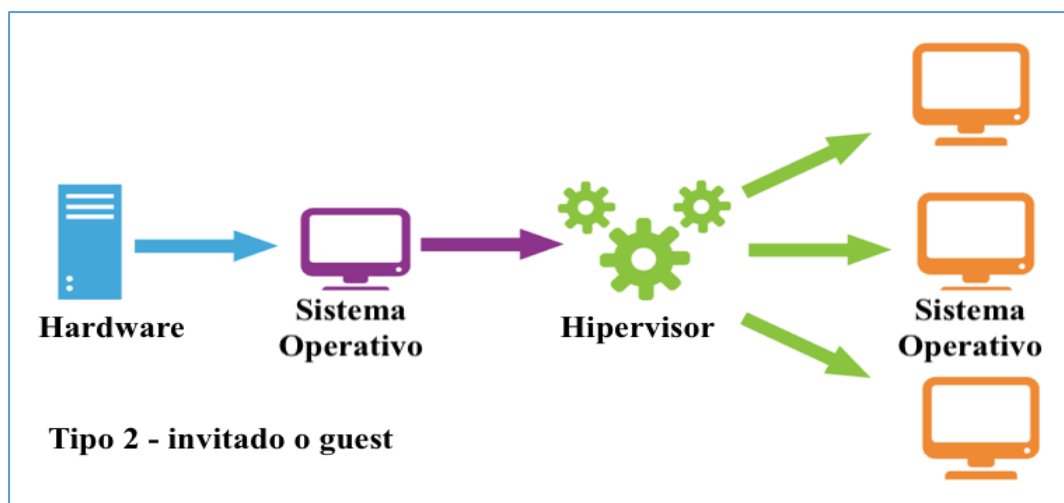 Hardware
Sistema
Operativo
Hipervisor
Sistema
Operativo
Tipo 2 - invitado o guest